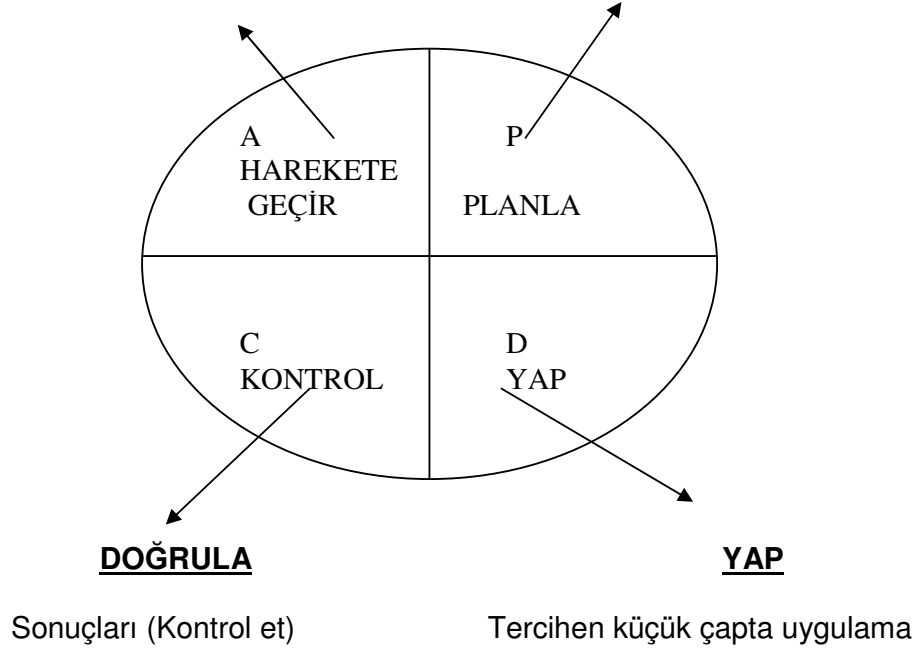 A
HAREKETE
GEÇİR
P
PLANLA
C
KONTROL
D
YAP
DOĞRULA
YAP
Sonuçları (Kontrol et)
Tercihen küçük çapta uygulama